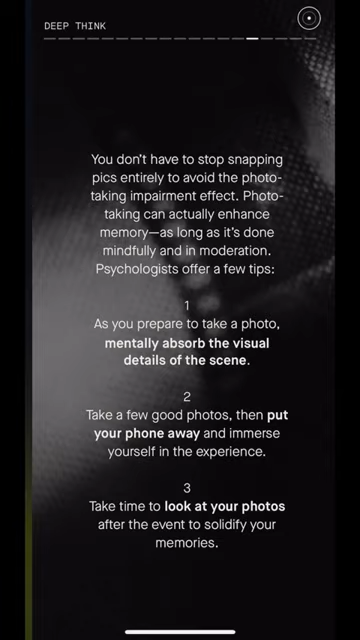 DEEP THINK
You don't have to stop snapping
pics entirely to avoid the photo-
taking impairment effect. Photo-
taking can actually enhance
memory—as long as it's done
mindfully and in moderation.
Psychologists offer a few tips:
1
As you prepare to take a photo,
mentally absorb the visual
details of the scene.
2
Take a few good photos, then put
your phone away and immerse
yourself in the experience.
3
Take time to look at your photos
after the event to solidify your
memories.